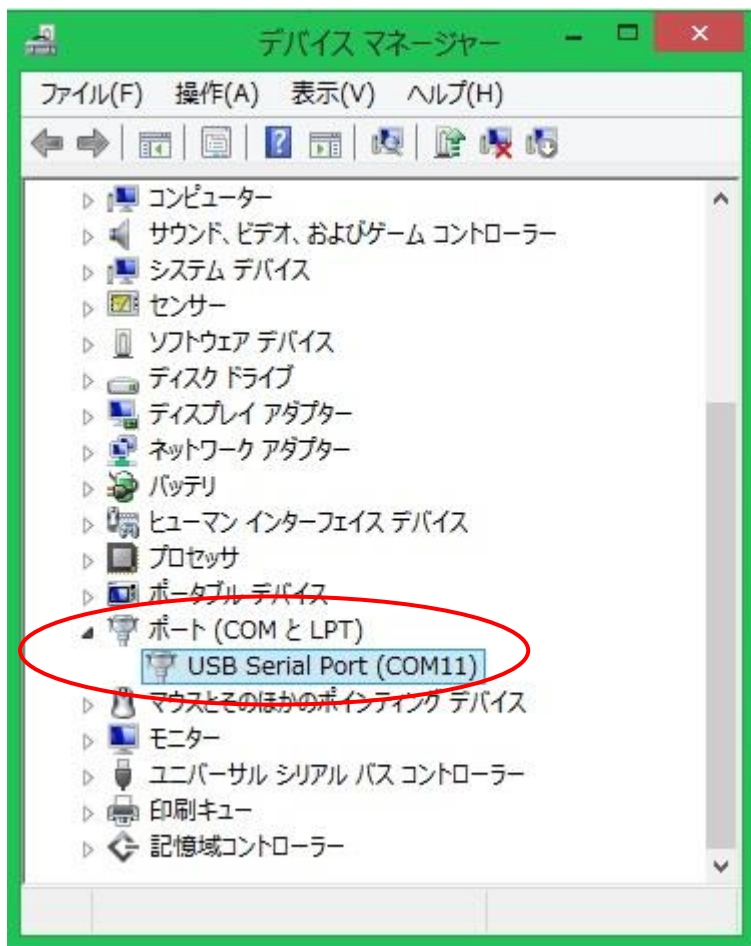 デバイス マネージャー
ファイル(F) 操作(A) 表示(V) ヘルプ(H)
コンピューター
サウンド、ビデオ、およびゲーム コントローラー
システム デバイス
センサー
ソフトウェア デバイス
ディスク ドライブ
ディスプレイ アダプター
ネットワーク アダプター
バッテリ
ヒューマン インターフェイス デバイス
プロセッサ
ポータブル デバイス
ポート (COM と LPT)
USB Serial Port (COM11)
マウスとそのほかのポインティング デバイス
モニター
ユニバーサル シリアル バス コントローラー
印刷キュー
記憶域コントローラー